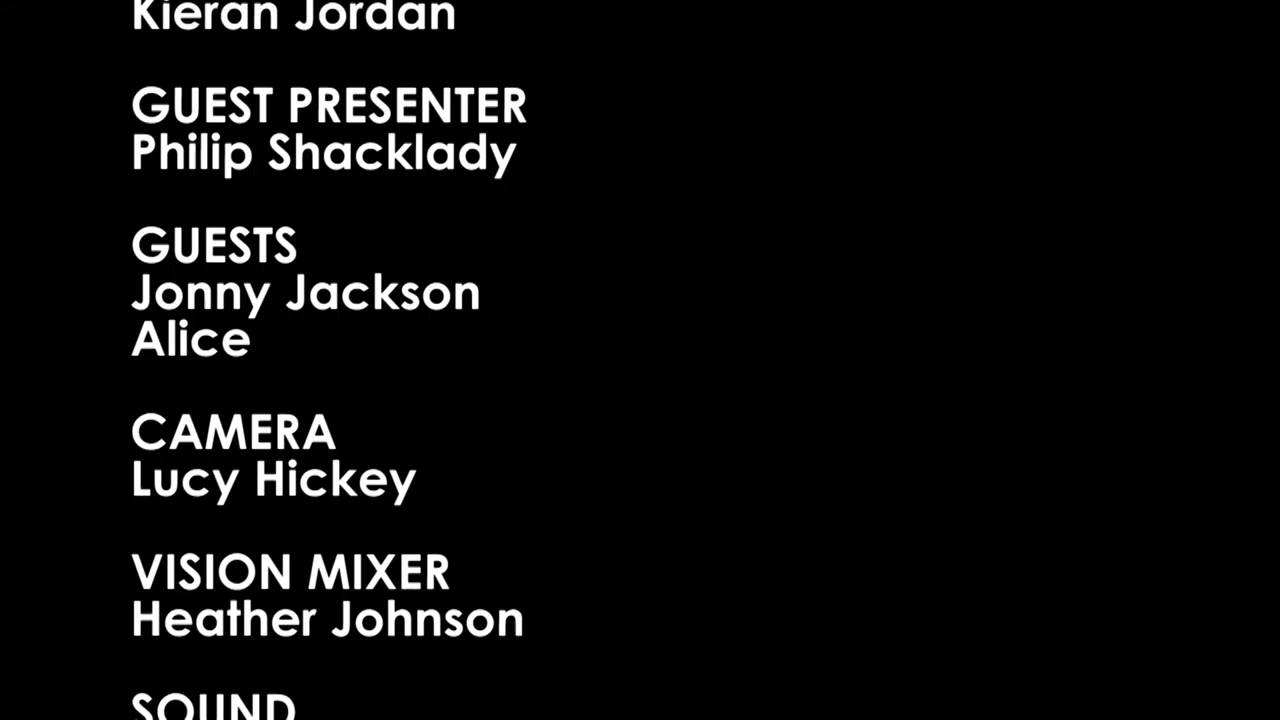 Kieran Jordan
GUEST PRESENTER
Philip Shacklady
GUESTS
Jonny Jackson
Alice
CAMERA
Lucy Hickey
VISION MIXER
Heather Johnson
SOUND